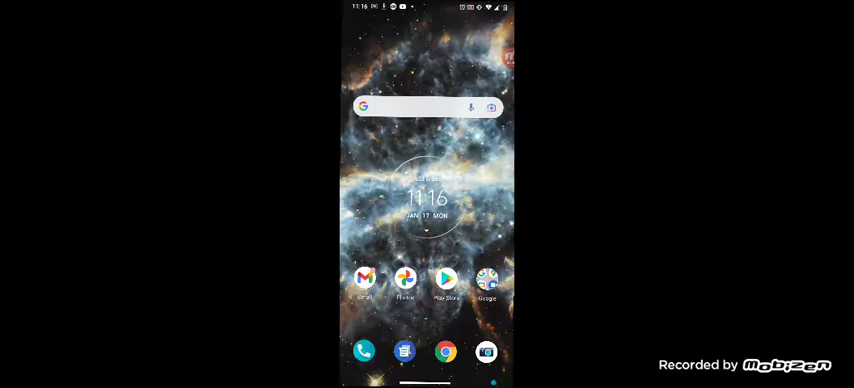 11:16
11:16
JAN 17 MON
Gmail
Photos
Play Store
Google
Recorded by mobizen